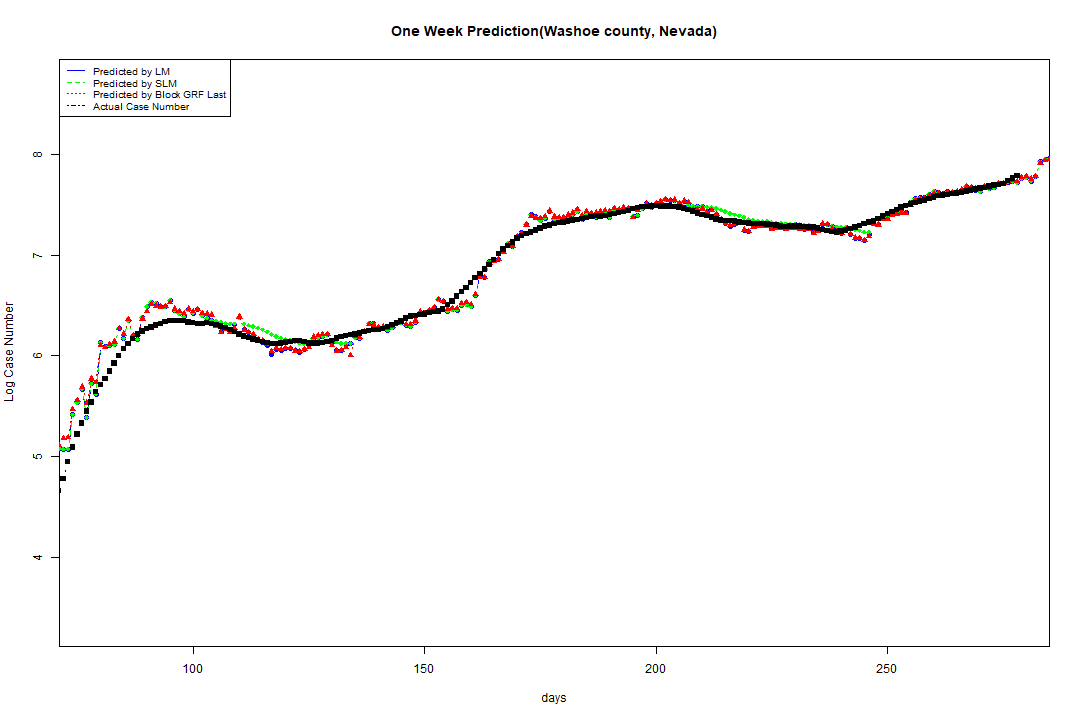 One Week Prediction(Washoe county, Nevada)
Predicted by LM
Predicted by SLM
Predicted by Block GRF Last
Actual Case Number
8
7
6
5
4
Log Case Number
100 150 200 250
days